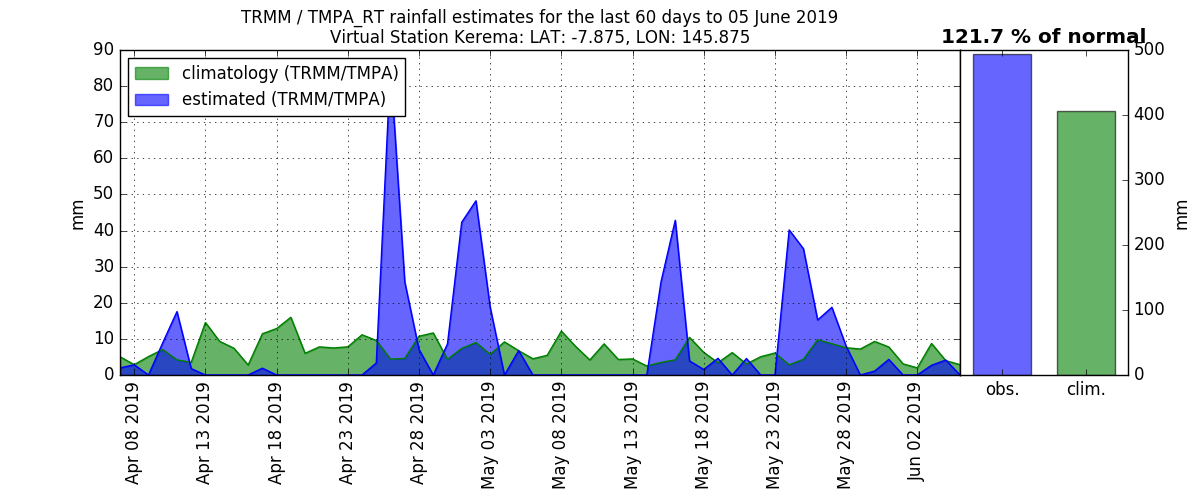 TRMM / TMPA_RT rainfall estimates for the last 60 days to 05 June 2019
Virtual Station Kerema: LAT: -7.875, LON: 145.875
121.7 % of normal
climatology (TRMM/TMPA)
estimated (TRMM/TMPA)
90
80
70
60
50
40
30
20
10
0
mm
500
400
300
200
100
0
mm
Apr 08 2019
Apr 13 2019
Apr 18 2019
Apr 23 2019
Apr 28 2019
May 03 2019
May 08 2019
May 13 2019
May 18 2019
May 23 2019
May 28 2019
Jun 02 2019
obs.
clim.